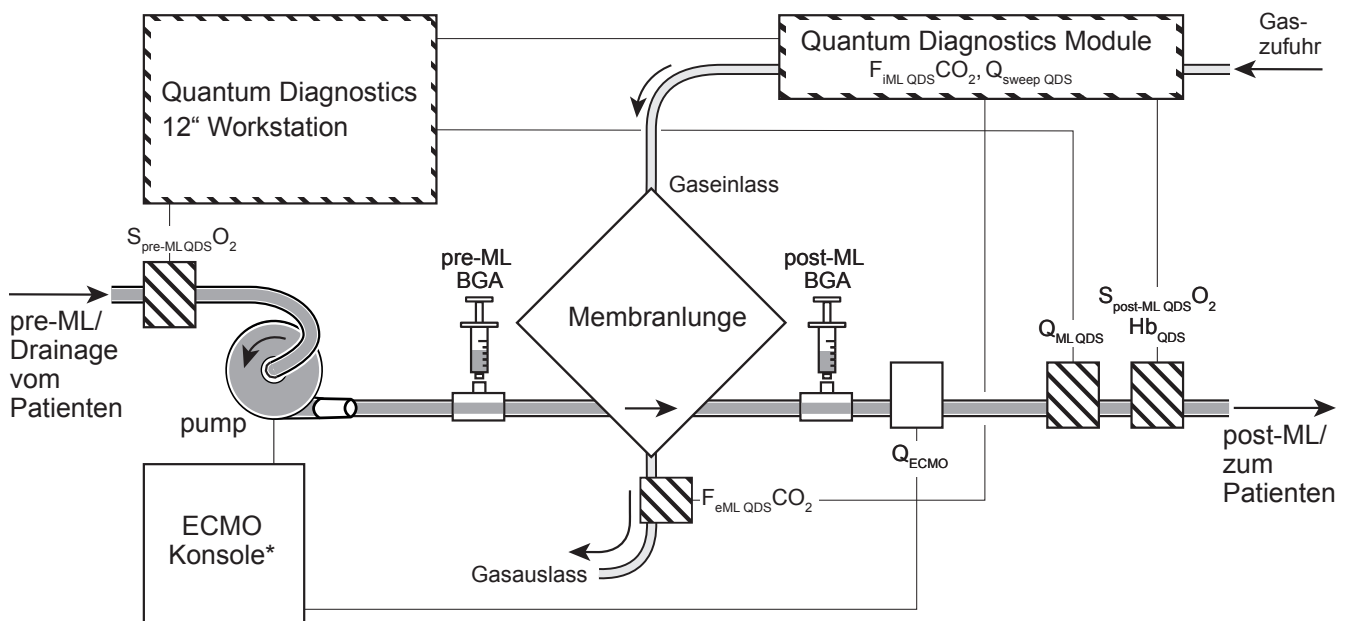 Quantum Diagnostics
12“ Workstation
Quantum Diagnostics Module
FiML QDSCO2, Qsweep QDS
Gas-
zufuhr
Gaseinlass
Spre-ML QDSO2
pre-ML/
Drainage
vom
Patienten
pump
pre-ML
BGA
Membranlunge
post-ML
BGA
QECMO
QML QDS
Spost-ML QDSO2
HbQDS
post-ML/
zum
Patienten
ECMO
Konsole*
FeML QDSCO2
Gasauslass